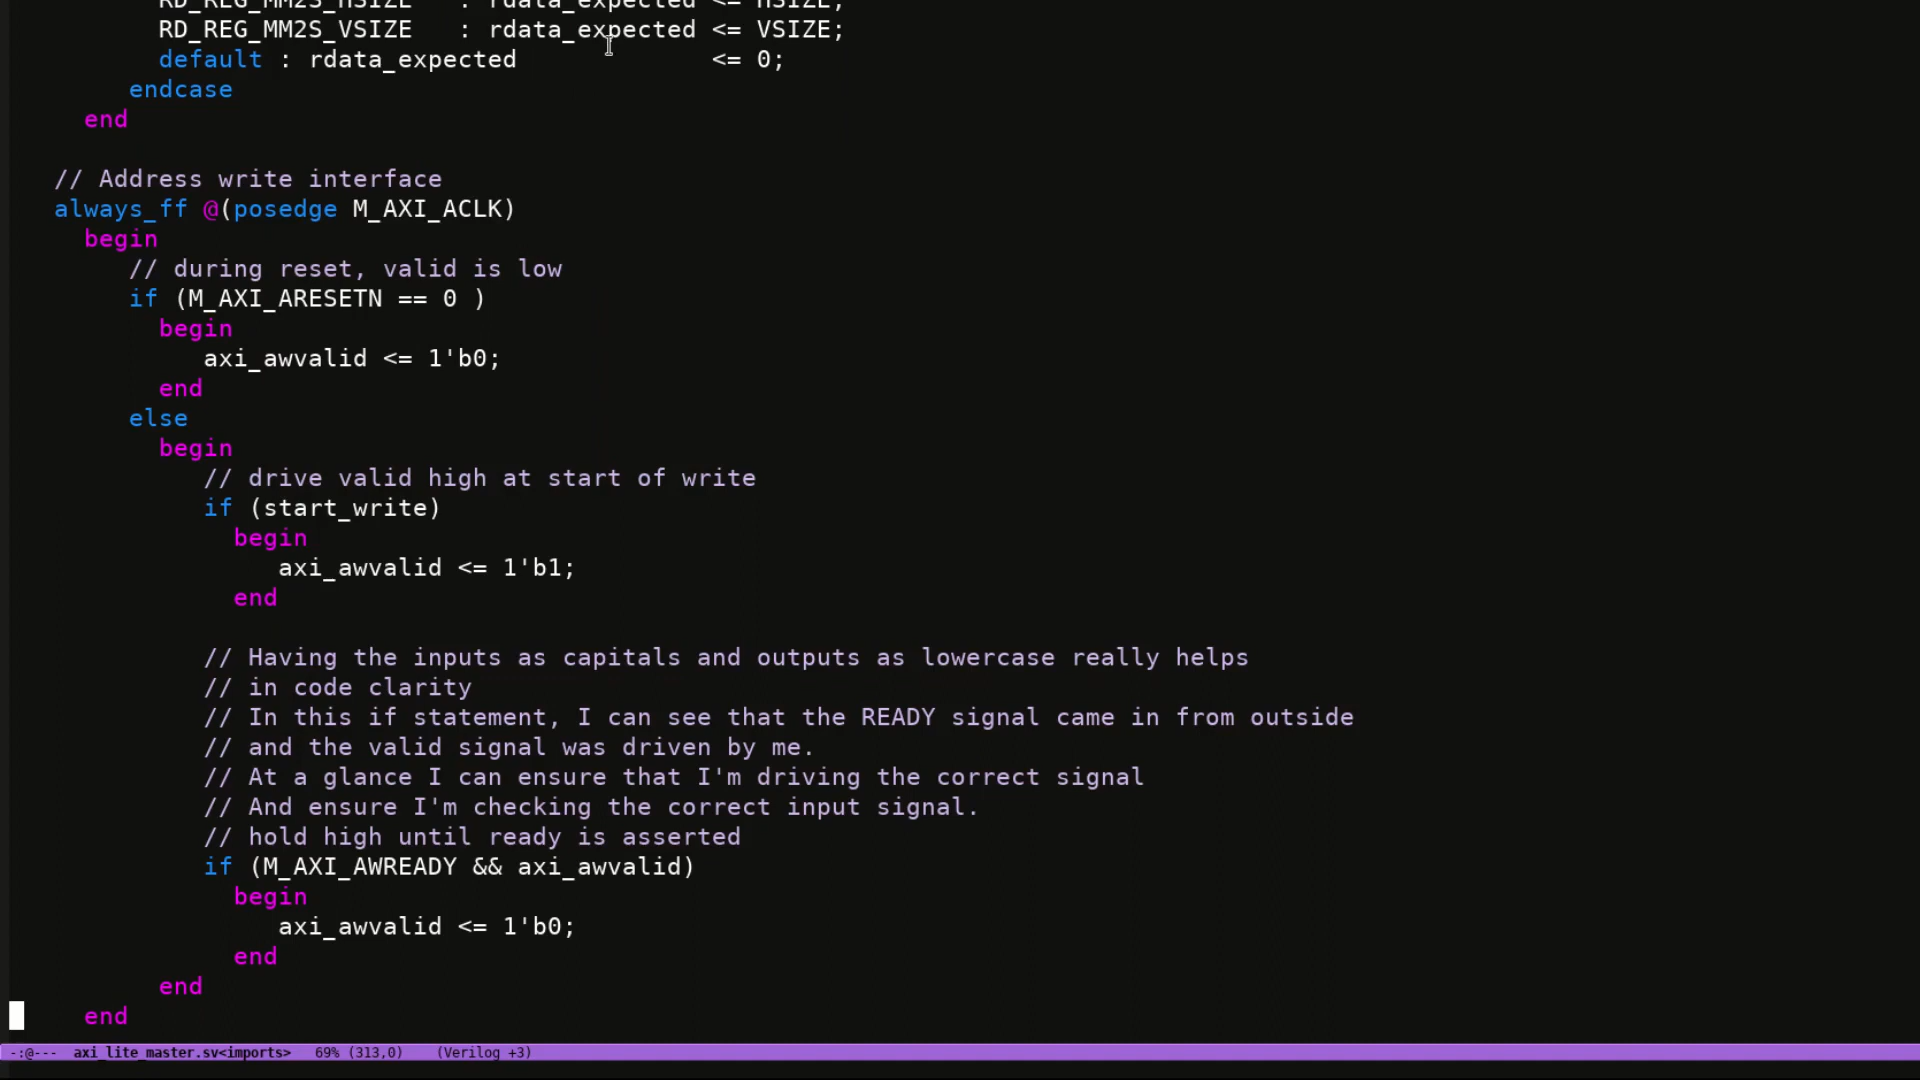 RD_REG_MM2S_HSIZE   : rdata_expected <= HSIZE;
RD_REG_MM2S_VSIZE   : rdata_expected <= VSIZE;
default : rdata_expected             <= 0;
endcase
end
// Address write interface
always_ff @(posedge M_AXI_ACLK)
begin
// during reset, valid is low
if (M_AXI_ARESETN == 0 )
begin
axi_awvalid <= 1'b0;
end
else
begin
// drive valid high at start of write
if (start_write)
begin
axi_awvalid <= 1'b1;
end
// Having the inputs as capitals and outputs as lowercase really helps
// in code clarity
// In this if statement, I can see that the READY signal came in from outside
// and the valid signal was driven by me.
// At a glance I can ensure that I'm driving the correct signal
// And ensure I'm checking the correct input signal.
// hold high until ready is asserted
if (M_AXI_AWREADY && axi_awvalid)
begin
axi_awvalid <= 1'b0;
end
end
end
-:@---  axi_lite_master.sv<imports>   69% (313,0)    (Verilog +3)